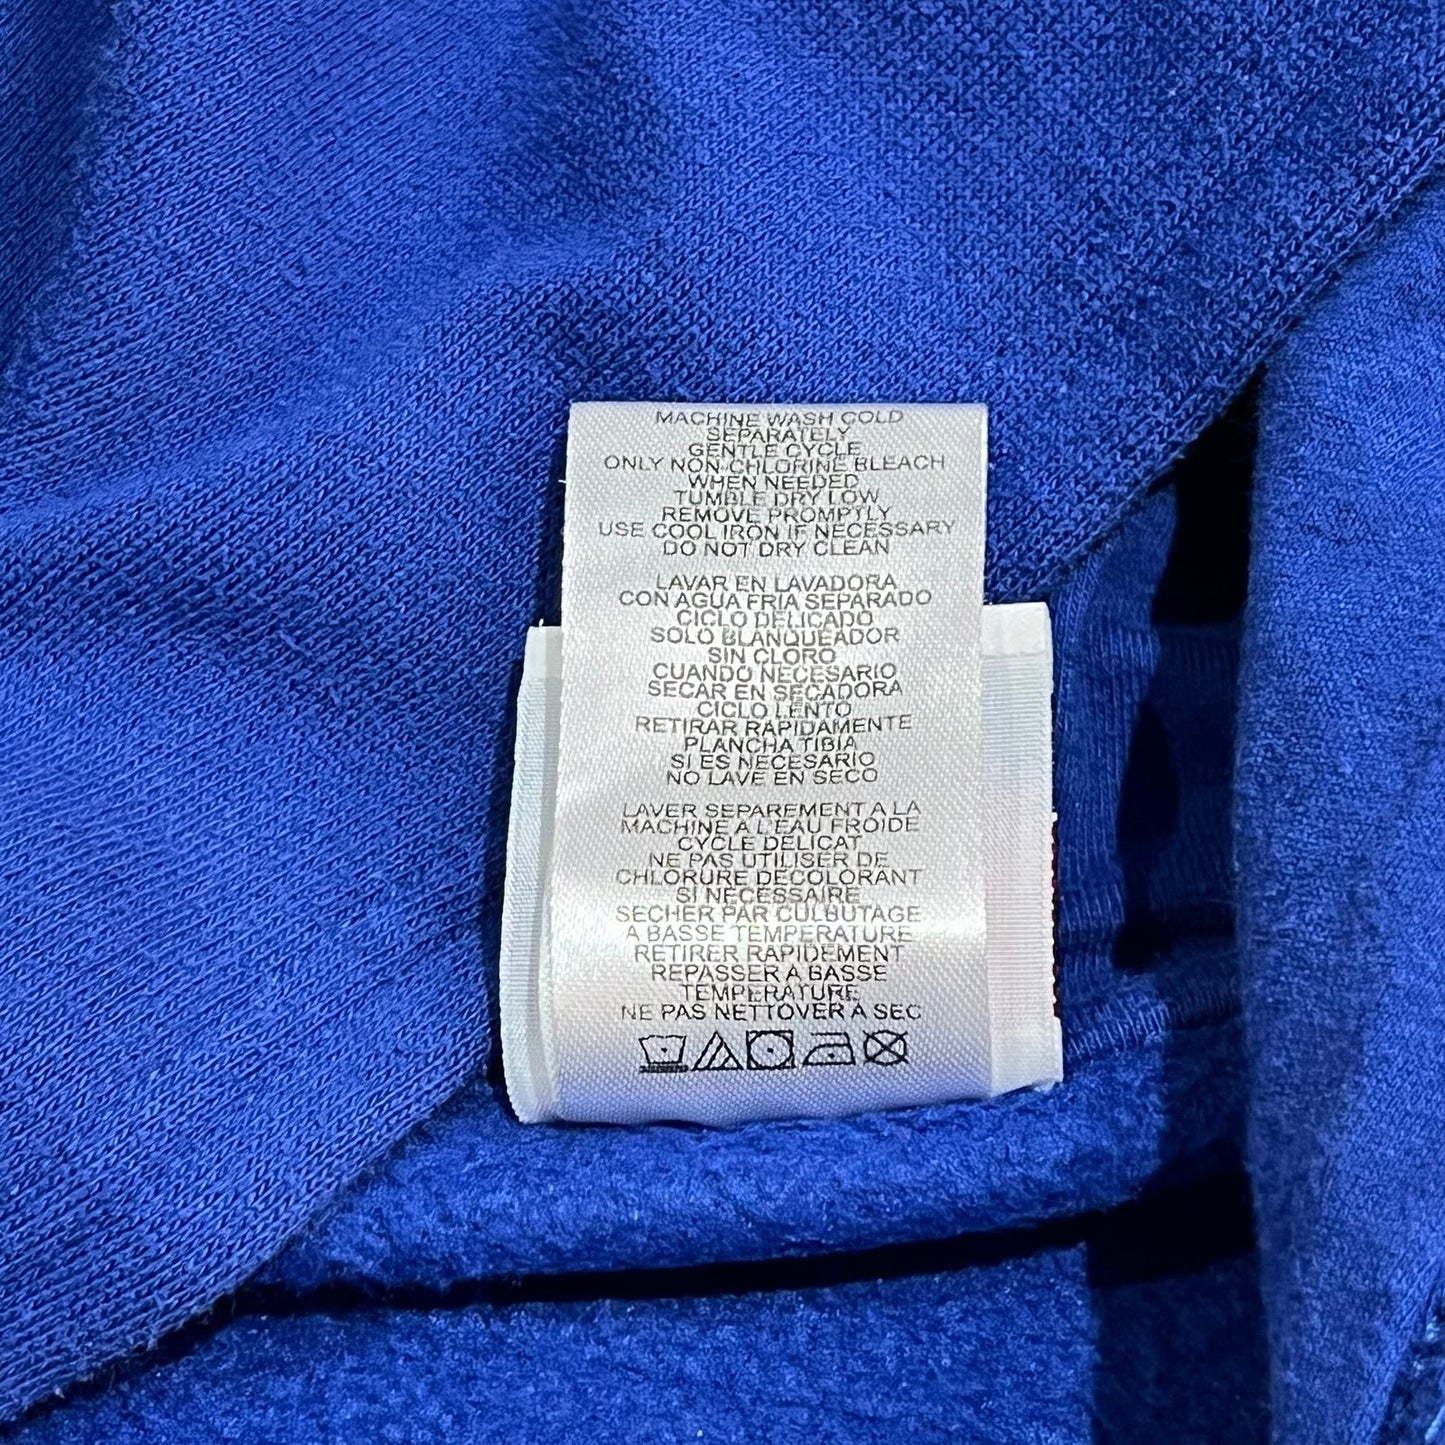 MACHINE WASH COLD
SEPARATELY
GENTLE CYCLE
ONLY NON-CHLORINE BLEACH
WHEN NEEDED
TUMBLE DRY LOW
REMOVE PROMPTLY
USE COOL IRON IF NECESSARY
DO NOT DRY CLEAN
LAVAR EN LAVADORA
CON AGUA FRIA SEPARADO
CICLO DELICADO
SOLO BLANQUEADOR
SIN CLORO
CUANDO NECESARIO
SECAR EN SECADORA
CICLO LENTO
RETIRAR RAPIDAMENTE
PLANCHA TIBIA
SI ES NECESARIO
NO LAVE EN SECO
LAVER SEPAREMENT A LA
MACHINE A L'EAU FROIDE
CYCLE DELICAT
NE PAS UTILISER DE
CHLORURE DECOLORANT
SI NECESSAIRE
SECHER PAR CULBUTAGE
A BASSE TEMPERATURE
RETIRER RAPIDEMENT
REPASSER A BASSE
TEMPERATURE
NE PAS NETTOVER A SEC